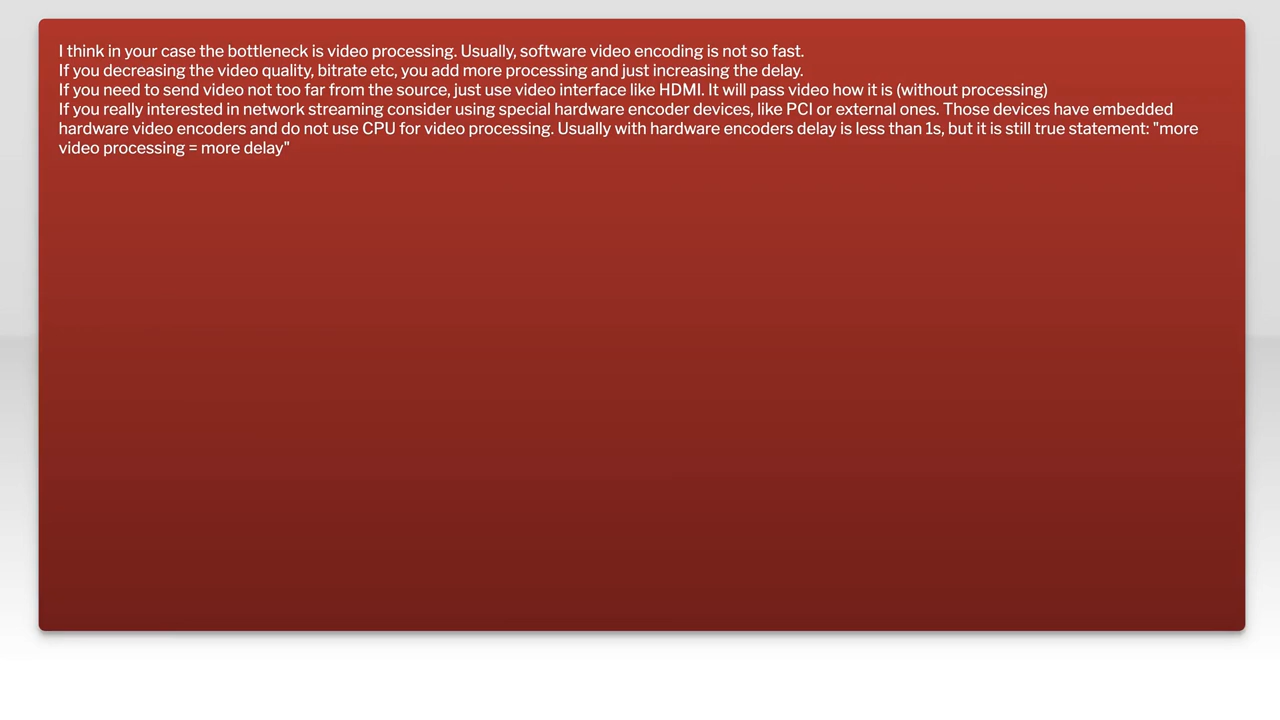 I think in your case the bottleneck is video processing. Usually, software video encoding is not so fast.
If you decreasing the video quality, bitrate etc, you add more processing and just increasing the delay.
If you need to send video not too far from the source, just use video interface like HDMI. It will pass video how it is (without processing)
If you really interested in network streaming consider using special hardware encoder devices, like PCI or external ones. Those devices have embedded
hardware video encoders and do not use CPU for video processing. Usually with hardware encoders delay is less than 1s, but it is still true statement: "more
video processing = more delay"